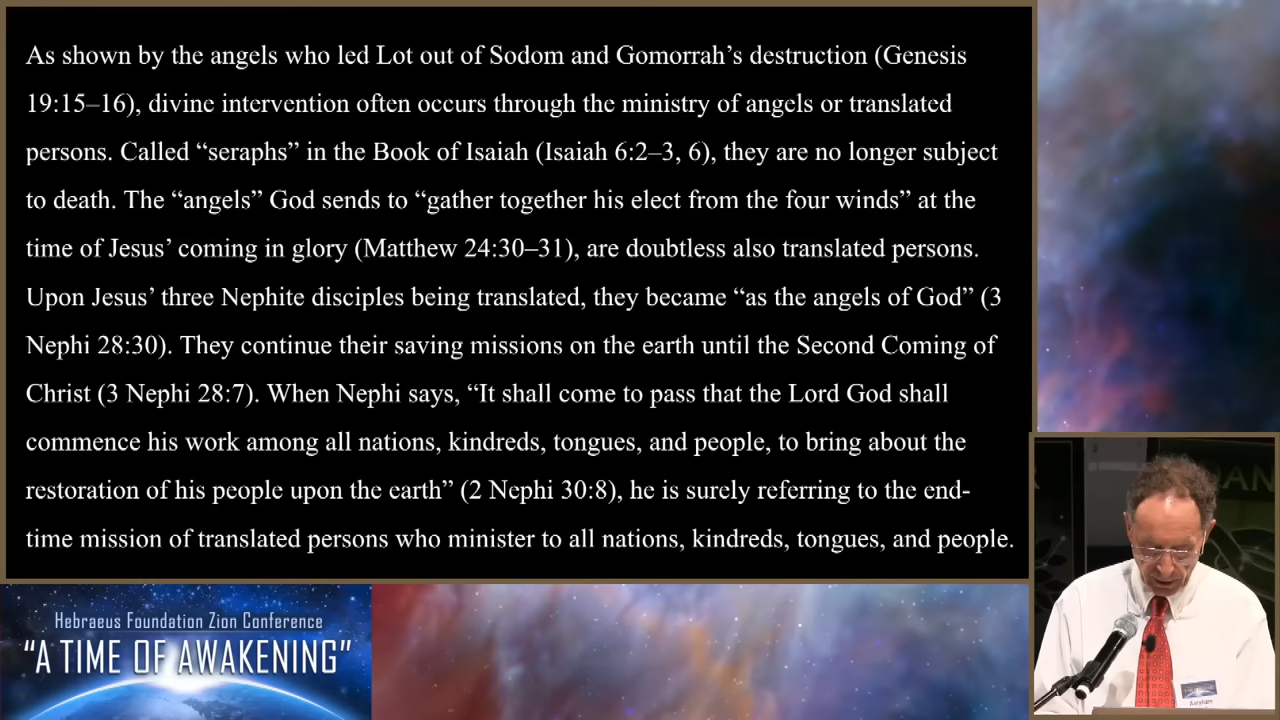 As shown by the angels who led Lot out of Sodom and Gomorrah’s destruction (Genesis
19:15–16), divine intervention often occurs through the ministry of angels or translated
persons. Called “seraphs” in the Book of Isaiah (Isaiah 6:2–3, 6), they are no longer subject
to death. The “angels” God sends to “gather together his elect from the four winds” at the
time of Jesus’ coming in glory (Matthew 24:30–31), are doubtless also translated persons.
Upon Jesus’ three Nephite disciples being translated, they became “as the angels of God” (3
Nephi 28:30). They continue their saving missions on the earth until the Second Coming of
Christ (3 Nephi 28:7). When Nephi says, “It shall come to pass that the Lord God shall
commence his work among all nations, kindreds, tongues, and people, to bring about the
restoration of his people upon the earth” (2 Nephi 30:8), he is surely referring to the end-
time mission of translated persons who minister to all nations, kindreds, tongues, and people.
Hebraeus Foundation Zion Conference
“A TIME OF AWAKENING”